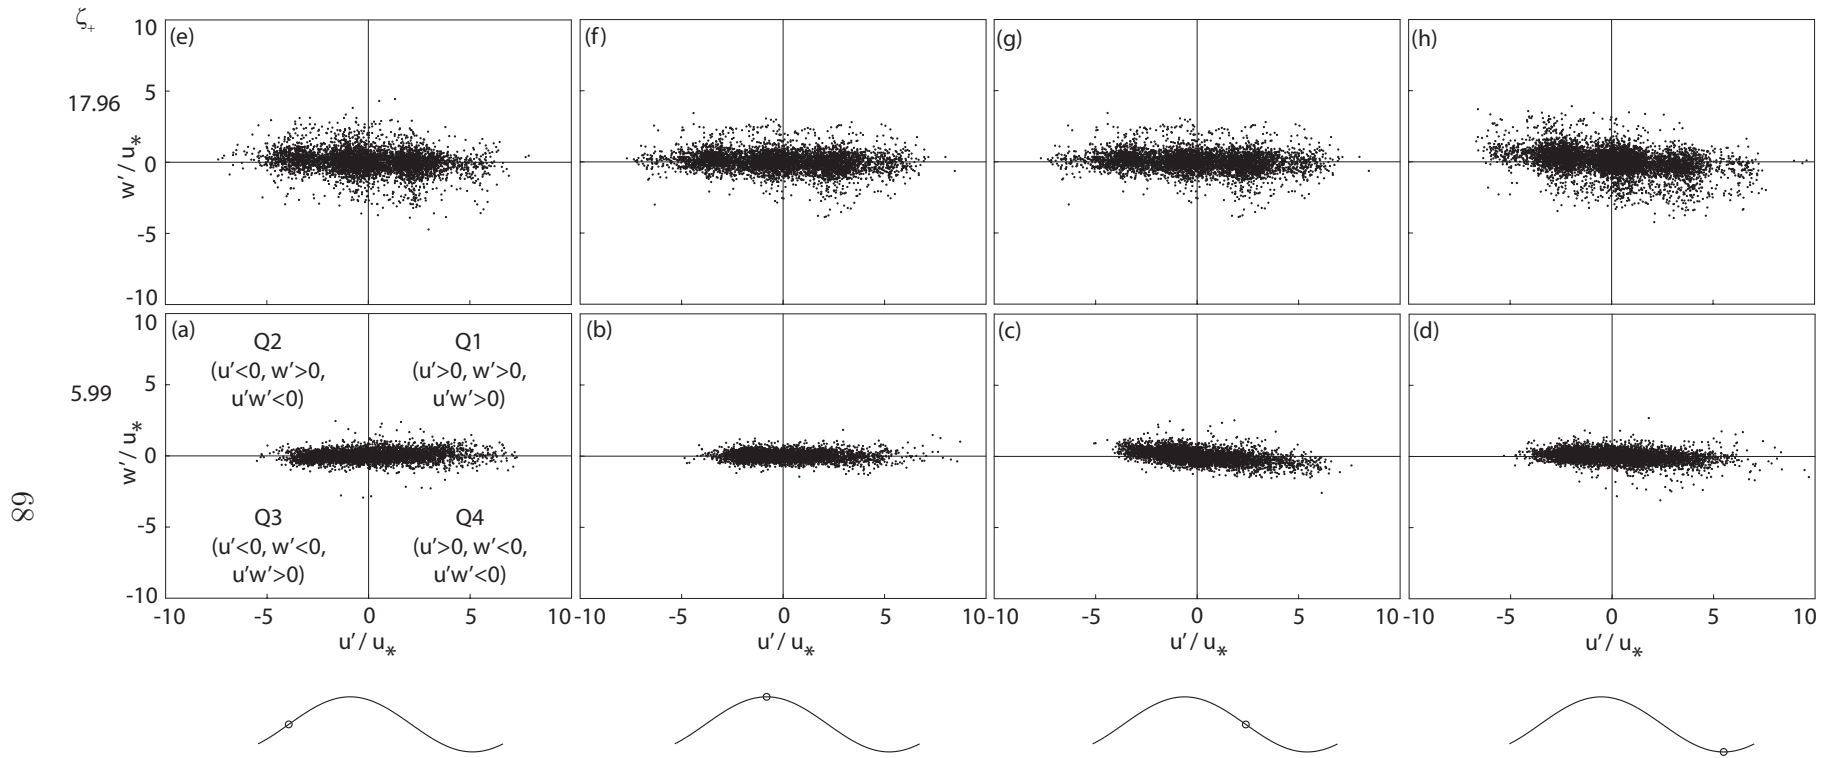 ζ₊
17.96
5.99
68
(e)
(f)
(g)
(h)
10
5
0
-5
-10
w'/ u*
(a)
(b)
(c)
(d)
10
5
0
-5
-10
w'/ u*
Q2
(u'<0, w'>0,
u'w'<0)
Q1
(u'>0, w'>0,
u'w'>0)
Q3
(u'<0, w'<0,
u'w'>0)
Q4
(u'>0, w'<0,
u'w'<0)
-10 -5 0 5 10
-10 -5 0 5 10
-10 -5 0 5 10
-10 -5 0 5 10
u'/ u*
u'/ u*
u'/ u*
u'/ u*